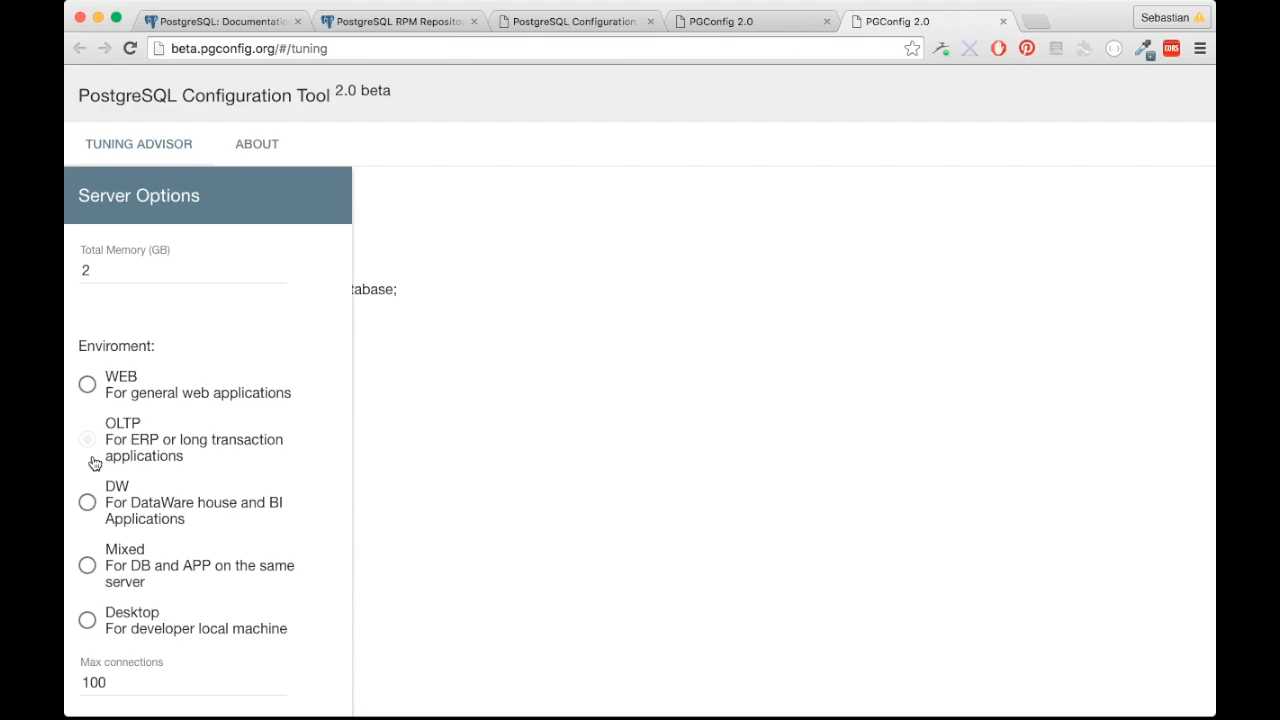 PostgreSQL: Documentatio
PostgreSQL RPM Reposito
PostgreSQL Configuration
PGConfig 2.0
PGConfig 2.0
Sebastian
beta.pgconfig.org/#/tuning
CORS
PostgreSQL Configuration Tool 2.0 beta
TUNING ADVISOR
ABOUT
Server Options
Total Memory (GB)
2
tabase;
Enviroment:
WEB
For general web applications
OLTP
For ERP or long transaction
applications
DW
For DataWare house and BI
Applications
Mixed
For DB and APP on the same
server
Desktop
For developer local machine
Max connections
100